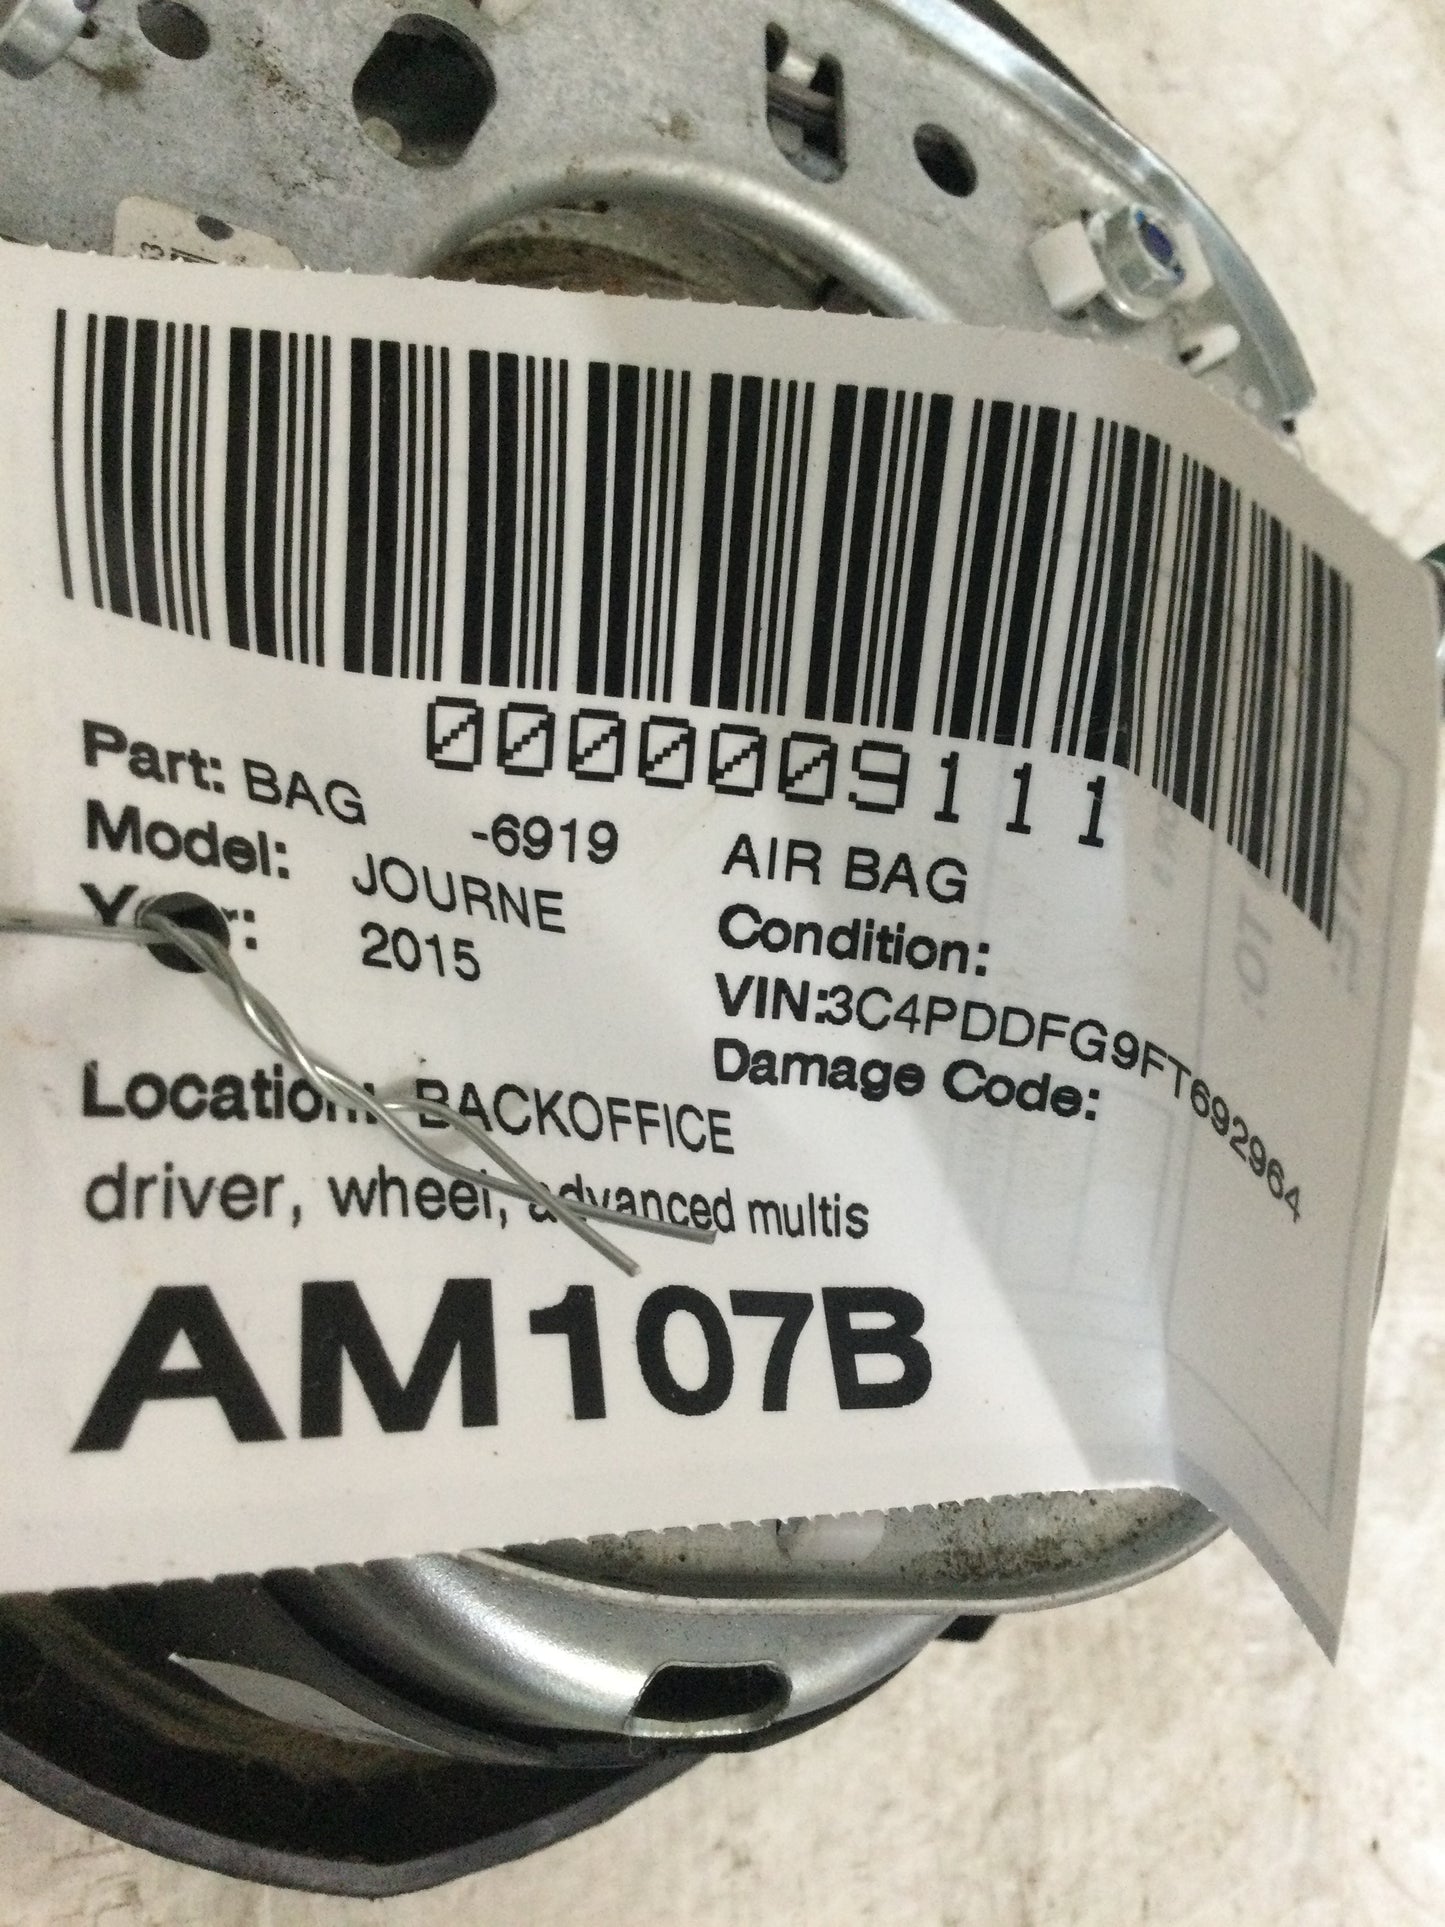 0000009111
Part: BAG -6919 AIR BAG
Model: JOURNE Condition:
2015 VIN:3C4PDDFG9FT692964
Damage Code:
Location: BACKOFFICE
driver, wheel, advanced multis
AM107B